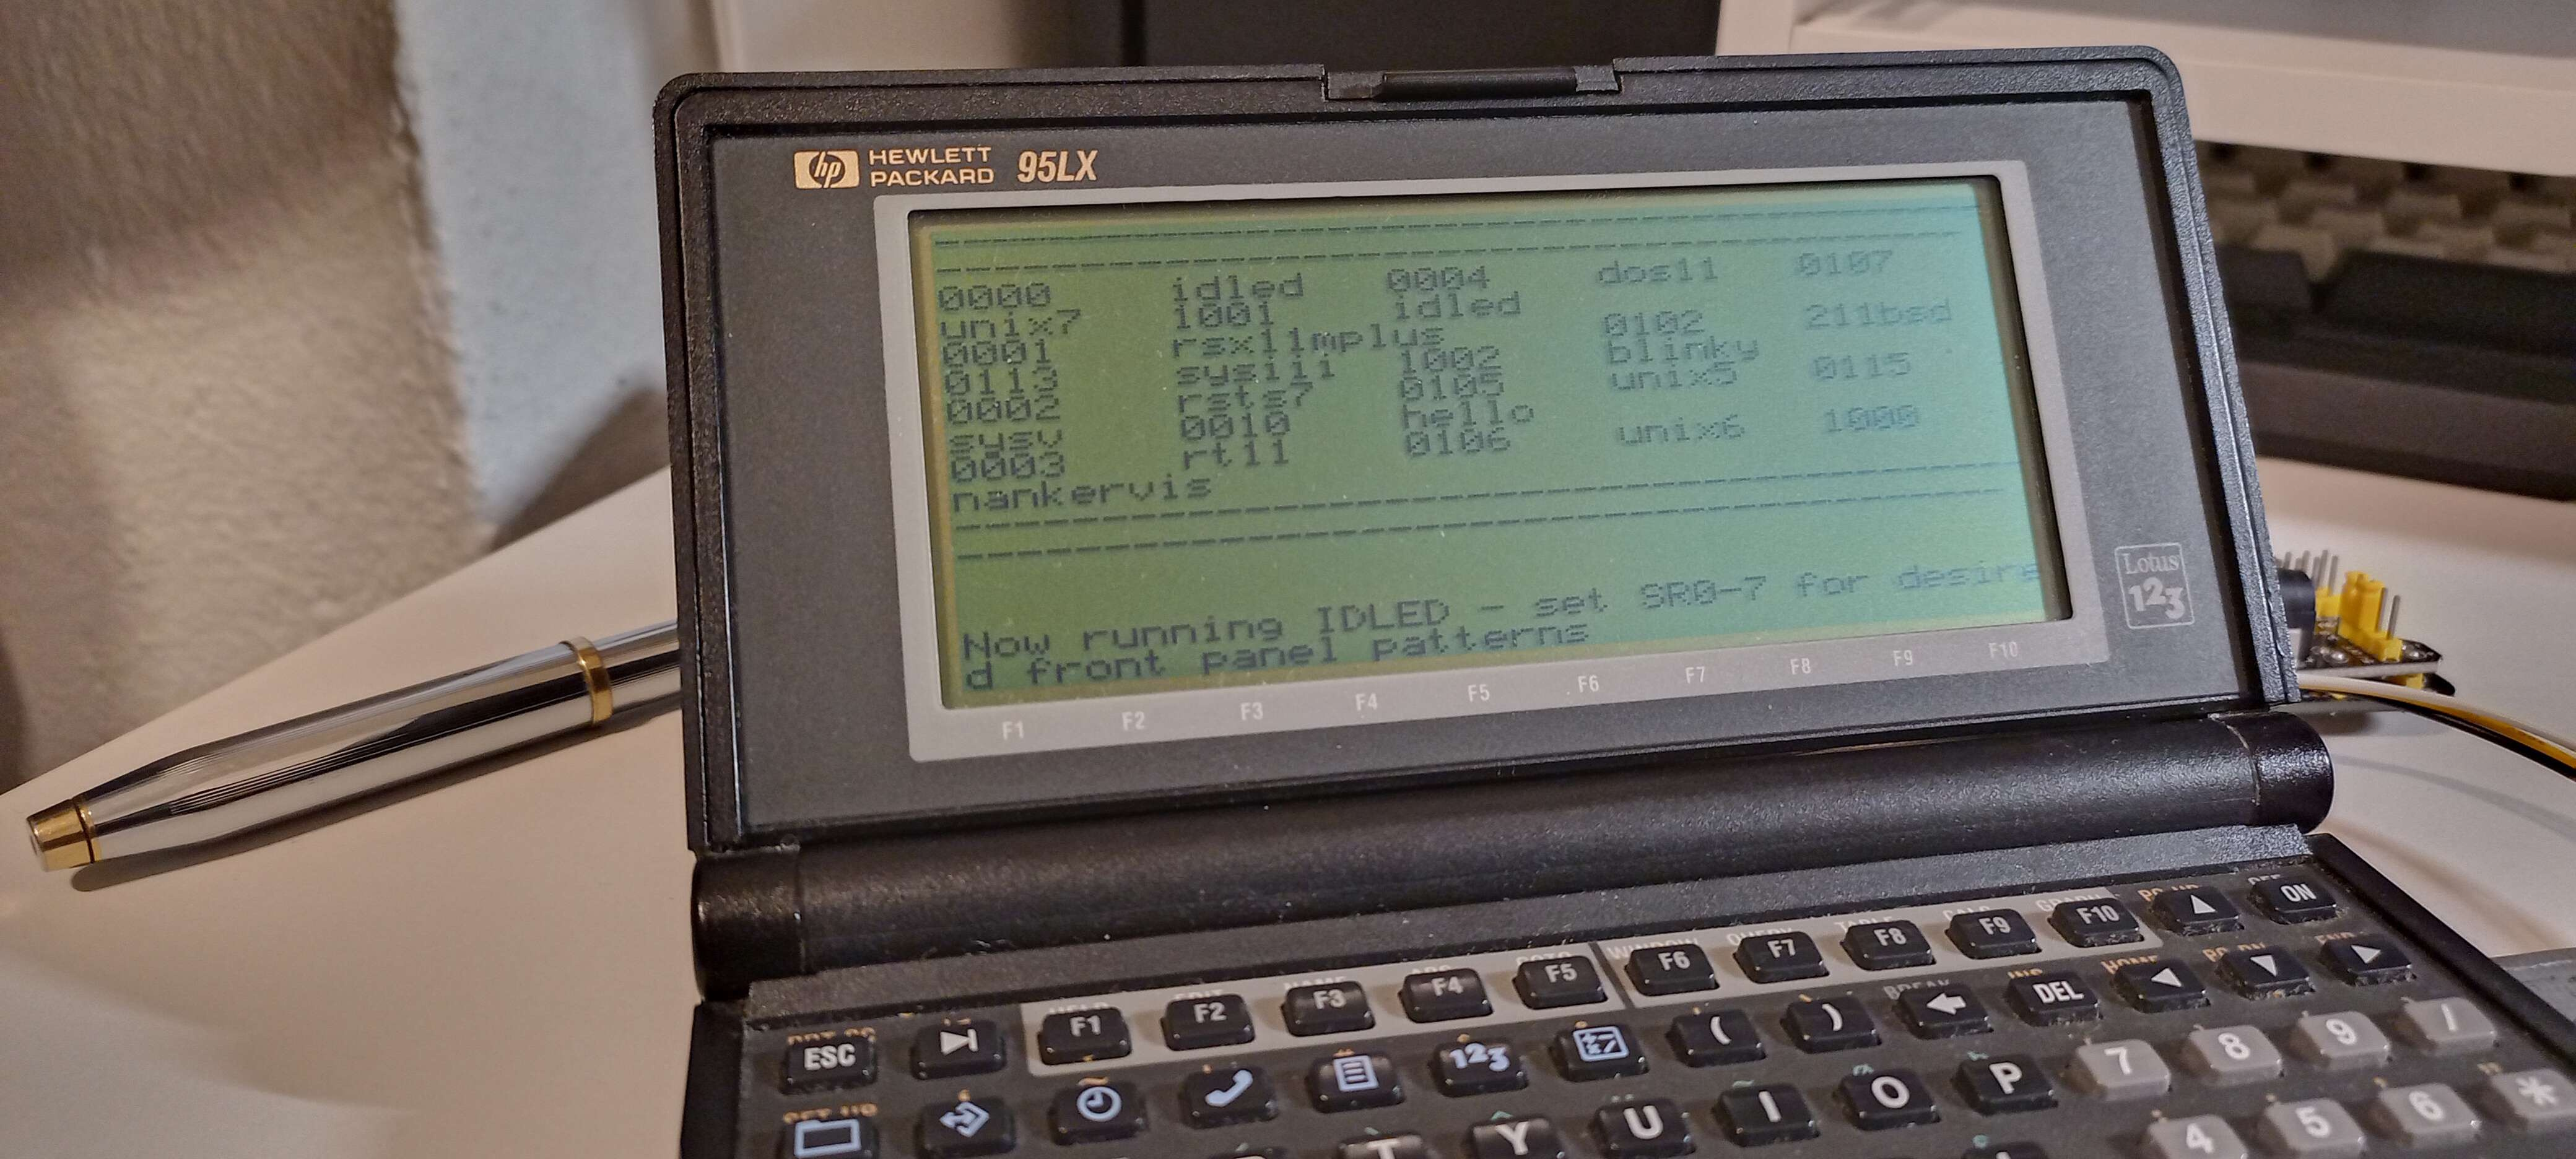 hp HEWLETT PACKARD 95LX
--------------------------------
--------------------------------
0000 idled 0004 dos11 0107
unix7 1001 idled
0001 rsx11mplus 0102 211bsd
0113 sysiii 1002 blinky
0002 rsts7 0105 unix5 0115
sysv 0010 hello
0003 rt11 0106 unix6 1000
nankervis
--------------------------------
--------------------------------
Now running IDLED - set SR0-7 for desire
d front panel patterns
F1 F2 F3 F4 F5 F6 F7 F8 F9 F10
Lotus
123
ESC F1 F2 F3 F4 F5 F6 F7 F8 F9 F10 ON
123 ( ) DEL
T Y U I O P 7 8 9 /
4 5 6 *